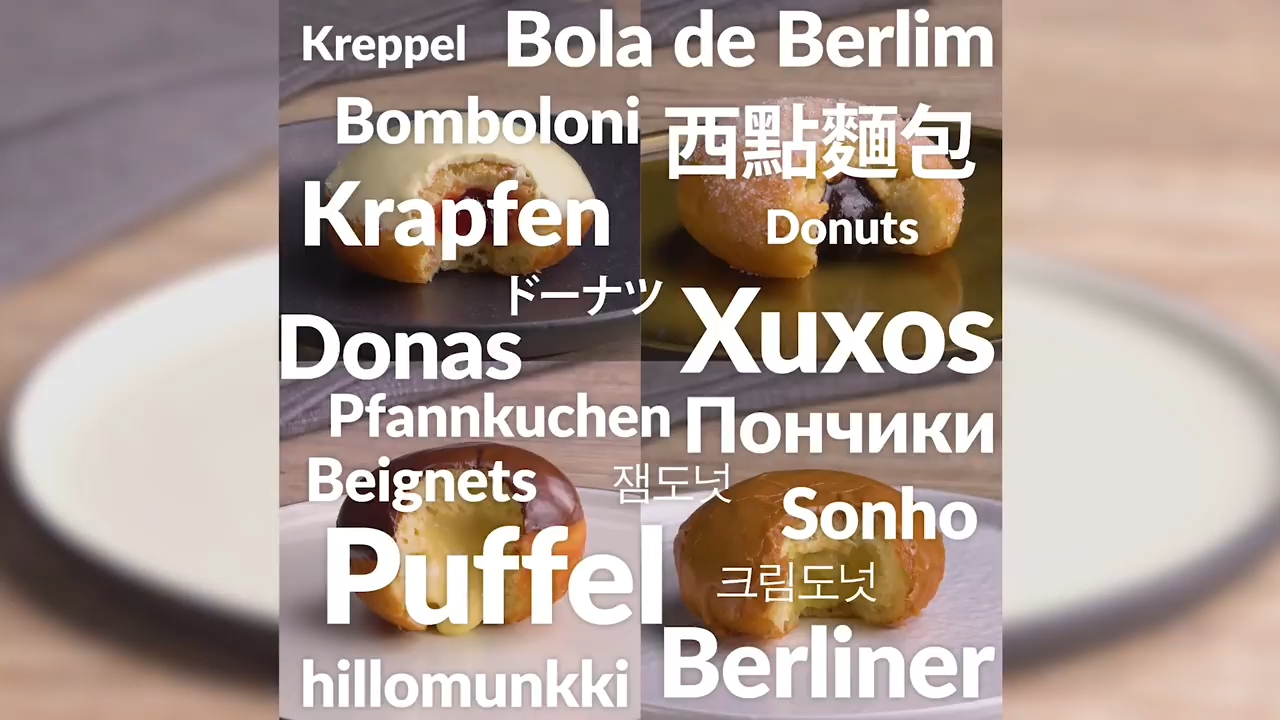 Kreppel
Bola de Berlim
Bomboloni
西點麵包
Krapfen
Donuts
ドーナツ
Donas
Xuxos
Pfannkuchen
Пончики
Beignets
잼도넛
Sonho
Puffel
크림도넛
Berliner
hillomunkki